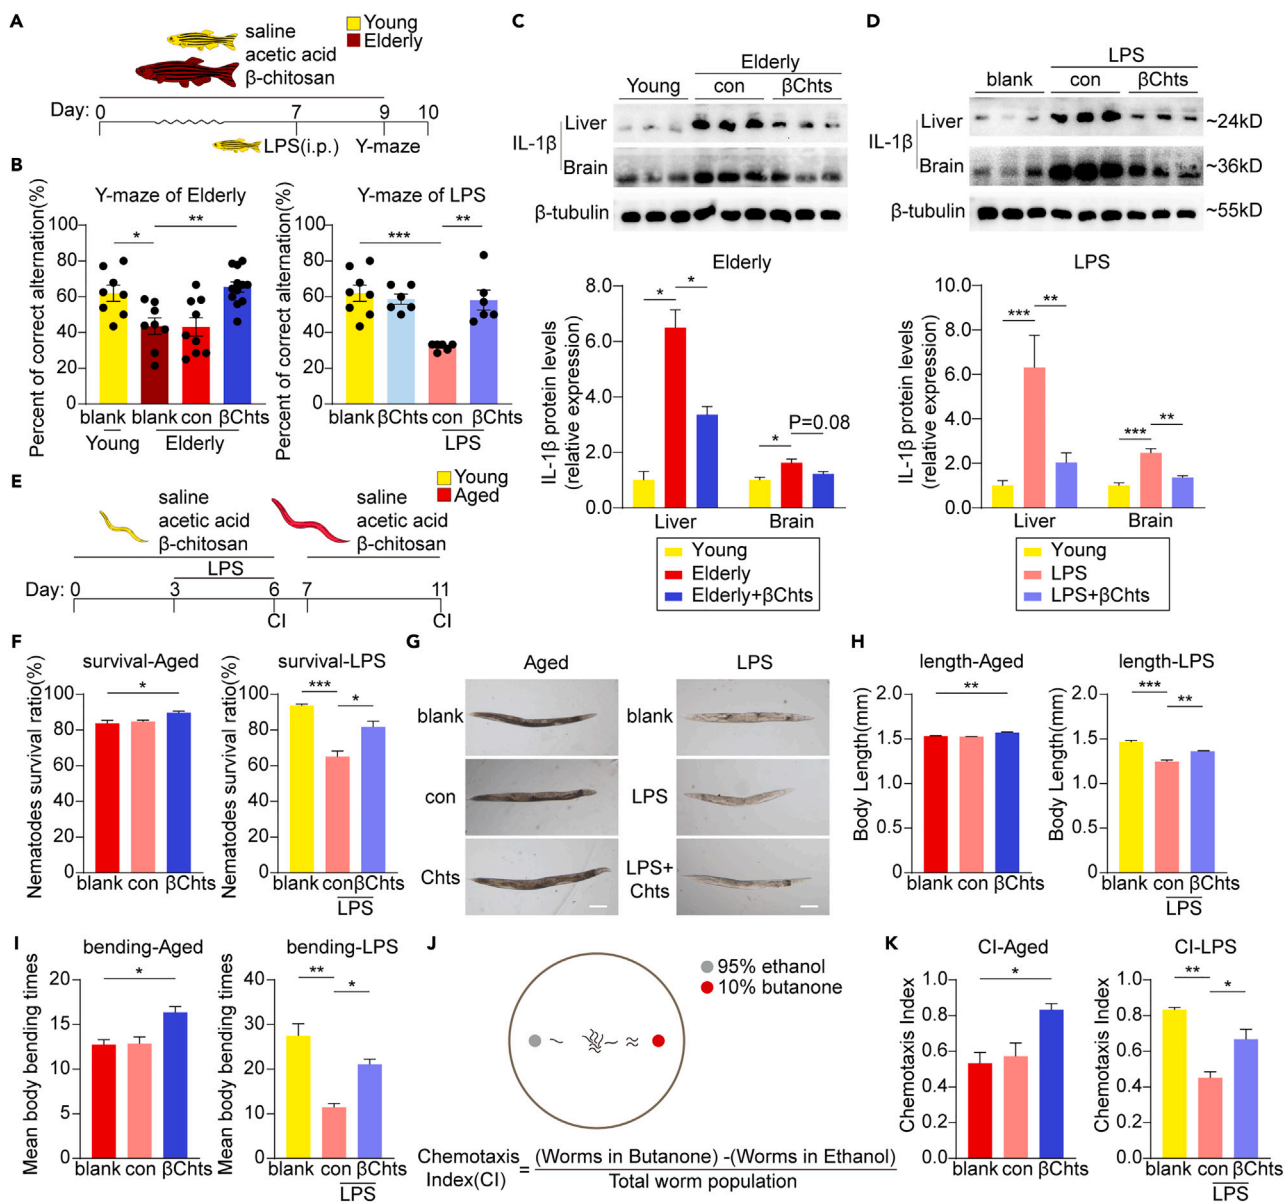 A
saline
acetic acid
β-chitosan
Young
Elderly
Day: 0 7 9 10
LPS(i.p.) Y-maze
B
Y-maze of Elderly
Percent of correct alternation(%)
100
80
60
40
20
0
*
**
blank blank con βChts
Young Elderly
Y-maze of LPS
Percent of correct alternation(%)
100
80
60
40
20
0
***
**
blank βChts con βChts
LPS
C
Elderly
Young con βChts
IL-1β
Liver
Brain
β-tubulin
Elderly
IL-1β protein levels
(relative expression)
8.0
6.0
4.0
2.0
0.0
* *
* P=0.08
Liver Brain
Young
Elderly
Elderly+βChts
D
LPS
blank con βChts
IL-1β
Liver ~24kD
Brain ~36kD
β-tubulin ~55kD
LPS
IL-1β protein levels
(relative expression)
10.0
8.0
6.0
4.0
2.0
0.0
*** **
*** **
Liver Brain
Young
LPS
LPS+βChts
E
Young
Aged
saline
acetic acid
β-chitosan
saline
acetic acid
β-chitosan
LPS
Day: 0 3 6 7 11
CI CI
F
survival-Aged
Nematodes survival ratio(%)
100
80
60
40
20
0
*
blank con βChts
survival-LPS
Nematodes survival ratio(%)
100
80
60
40
20
0
***
*
blank conβChts
LPS
G
Aged LPS
blank blank
con LPS
Chts LPS+
Chts
H
length-Aged
Body Length(mm)
2.0
1.5
1.0
0.5
0.0
**
blank con βChts
length-LPS
Body Length(mm)
2.0
1.5
1.0
0.5
0.0
***
**
blank con βChts
LPS
I
bending-Aged
Mean body bending times
20
15
10
5
0
*
blank con βChts
bending-LPS
Mean body bending times
40
30
20
10
0
**
*
blank con βChts
LPS
J
95% ethanol
10% butanone
Chemotaxis
Index(CI)
=
(Worms in Butanone) -(Worms in Ethanol)
Total worm population
K
CI-Aged
Chemotaxis Index
1.0
0.8
0.6
0.4
0.2
0.0
*
blank con βChts
CI-LPS
Chemotaxis Index
1.0
0.8
0.6
0.4
0.2
0.0
**
*
blank con βChts
LPS